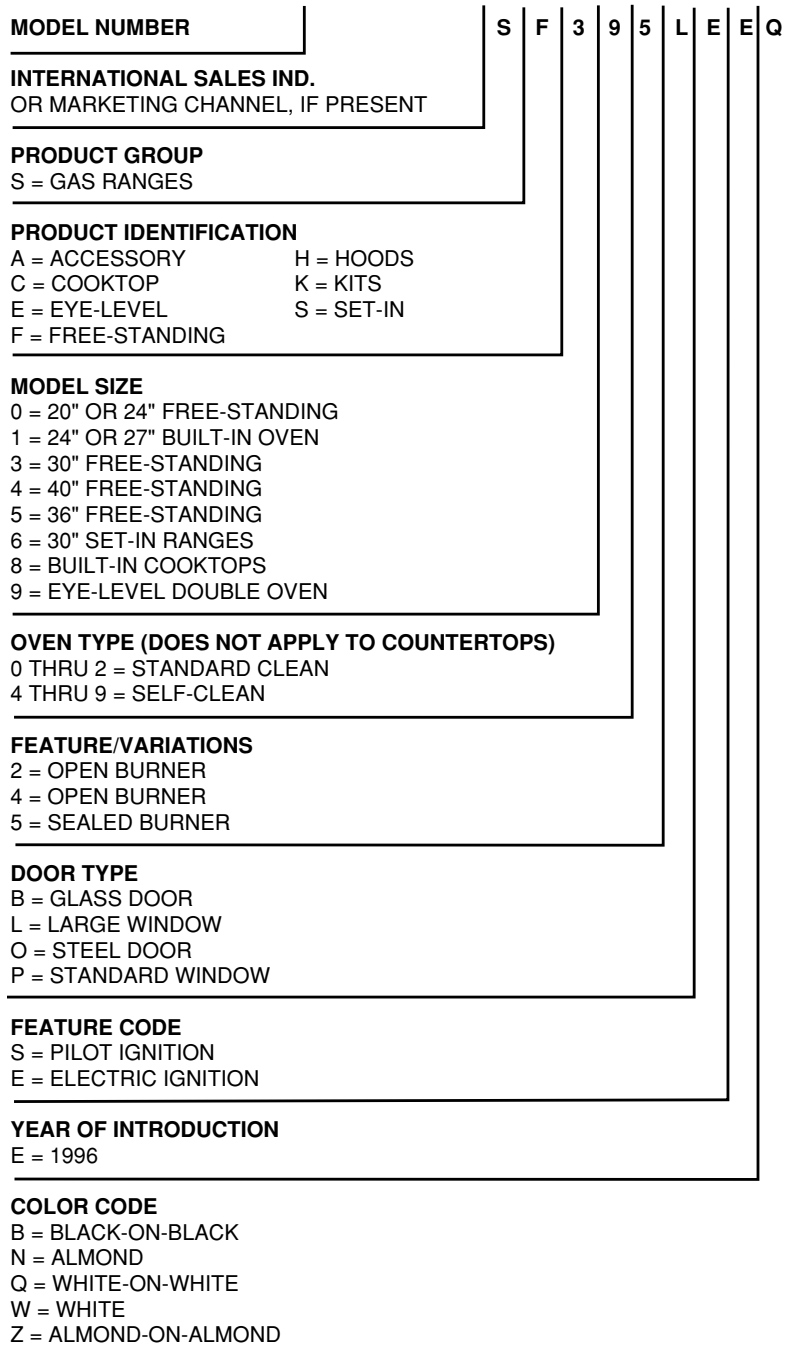 MODEL NUMBER S F 3 9 5 L E E Q
INTERNATIONAL SALES IND.
OR MARKETING CHANNEL, IF PRESENT
PRODUCT GROUP
S = GAS RANGES
PRODUCT IDENTIFICATION
A = ACCESSORY H = HOODS
C = COOKTOP K = KITS
E = EYE-LEVEL S = SET-IN
F = FREE-STANDING
MODEL SIZE
0 = 20" OR 24" FREE-STANDING
1 = 24" OR 27" BUILT-IN OVEN
3 = 30" FREE-STANDING
4 = 40" FREE-STANDING
5 = 36" FREE-STANDING
6 = 30" SET-IN RANGES
8 = BUILT-IN COOKTOPS
9 = EYE-LEVEL DOUBLE OVEN
OVEN TYPE (DOES NOT APPLY TO COUNTERTOPS)
0 THRU 2 = STANDARD CLEAN
4 THRU 9 = SELF-CLEAN
FEATURE/VARIATIONS
2 = OPEN BURNER
4 = OPEN BURNER
5 = SEALED BURNER
DOOR TYPE
B = GLASS DOOR
L = LARGE WINDOW
O = STEEL DOOR
P = STANDARD WINDOW
FEATURE CODE
S = PILOT IGNITION
E = ELECTRIC IGNITION
YEAR OF INTRODUCTION
E = 1996
COLOR CODE
B = BLACK-ON-BLACK
N = ALMOND
Q = WHITE-ON-WHITE
W = WHITE
Z = ALMOND-ON-ALMOND